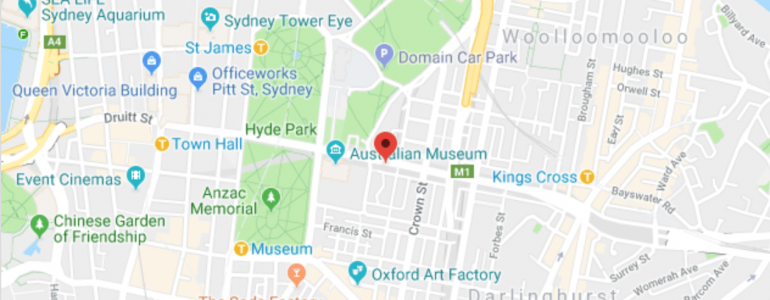 SEA LIFE
Sydney Aquarium
Sydney Tower Eye
Billyard Ave
A4
St James
T
P
Domain Car Park
Woolloomooloo
Officeworks
Pitt St, Sydney
Queen Victoria Building
Hughes St
Orwell St
Brougham St
Druitt St
Hyde Park
Earl St
Town Hall
T
Australian Museum
M1
Kings Cross
T
Ward Ave
Event Cinemas
Anzac
Memorial
Crown St
Bayswater Rd
Chinese Garden
of Friendship
Francis St
Forbes St
Museum
T
Surrey St
Womerah Ave
Oxford Art Factory
Barcom Ave
Darlinghurst